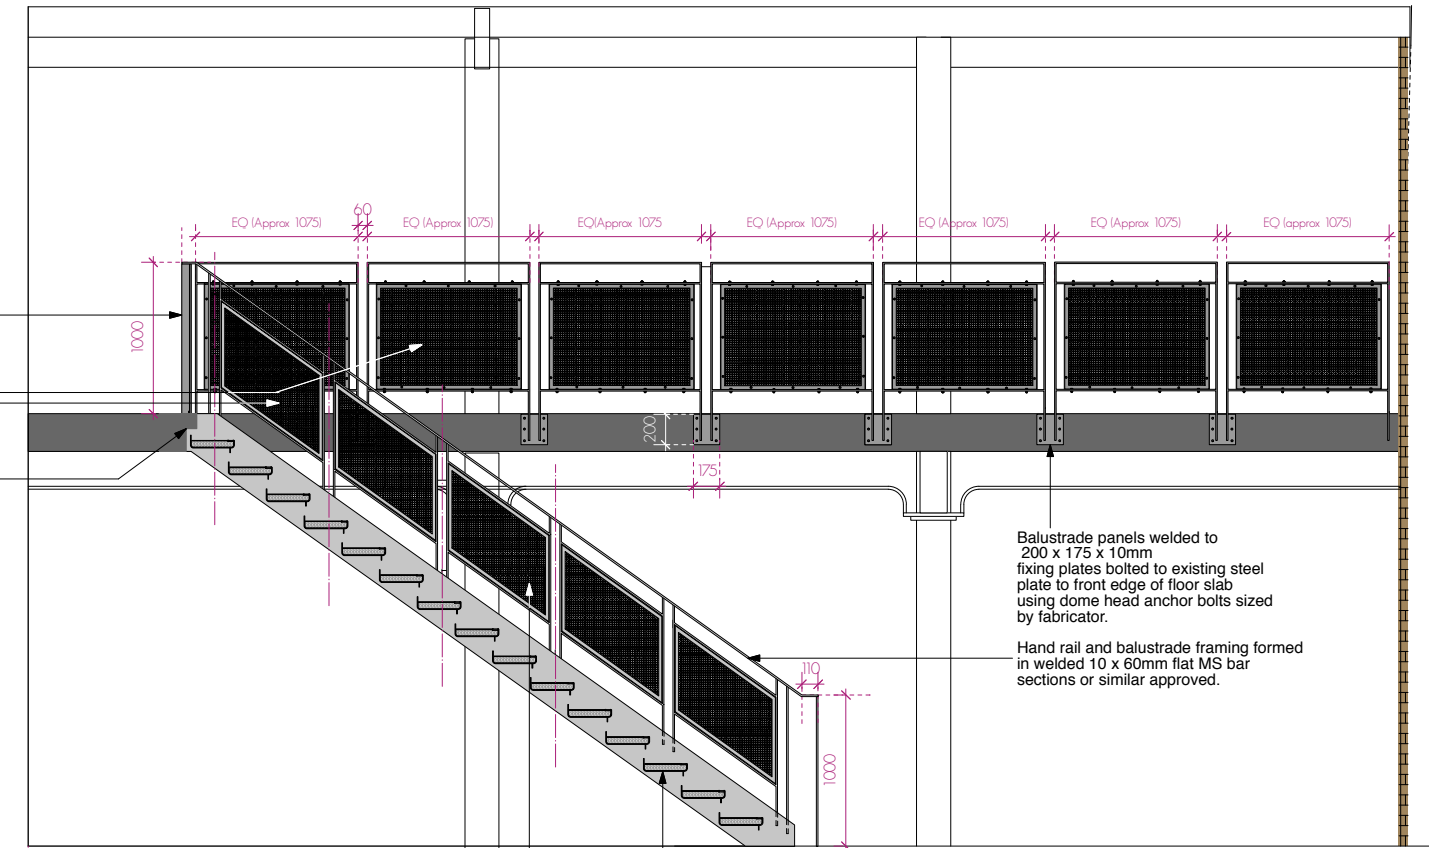 60
EQ (Approx 1075)
EQ (Approx 1075)
EQ(Approx 1075
EQ (Approx 1075)
EQ (Approx 1075)
EQ (Approx 1075)
EQ (approx 1075)
1000
200
175
Balustrade panels welded to
200 x 175 x 10mm
fixing plates bolted to existing steel
plate to front edge of floor slab
using dome head anchor bolts sized
by fabricator.
Hand rail and balustrade framing formed
in welded 10 x 60mm flat MS bar
sections or similar approved.
110
1000